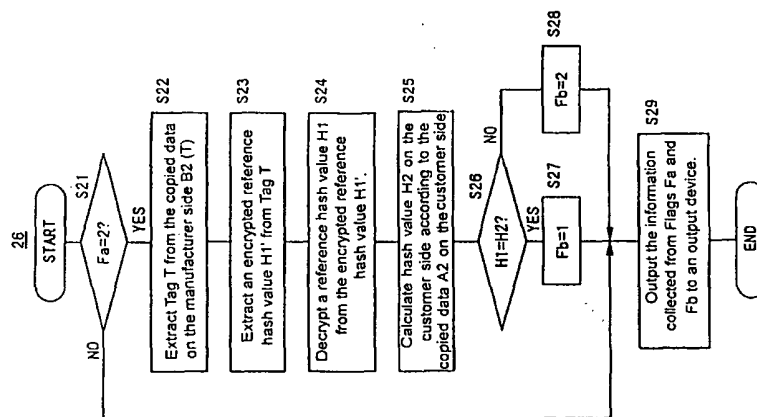 26
START
S21
Fa=2?
NO
YES
S22
Extract Tag T from the copied data
on the manufacturer side B2 (T)
S23
Extract an encrypted reference
hash value H1' from Tag T
S24
Decrypt a reference hash value H1
from the encrypted reference
hash value H1'.
S25
Calculate hash value H2 on the
customer side according to the
copied data A2 on the customer side.
S26
H1=H2?
NO
YES
S27
Fb=1
S28
Fb=2
S29
Output the information
collected from Flags Fa and
Fb to an output device.
END